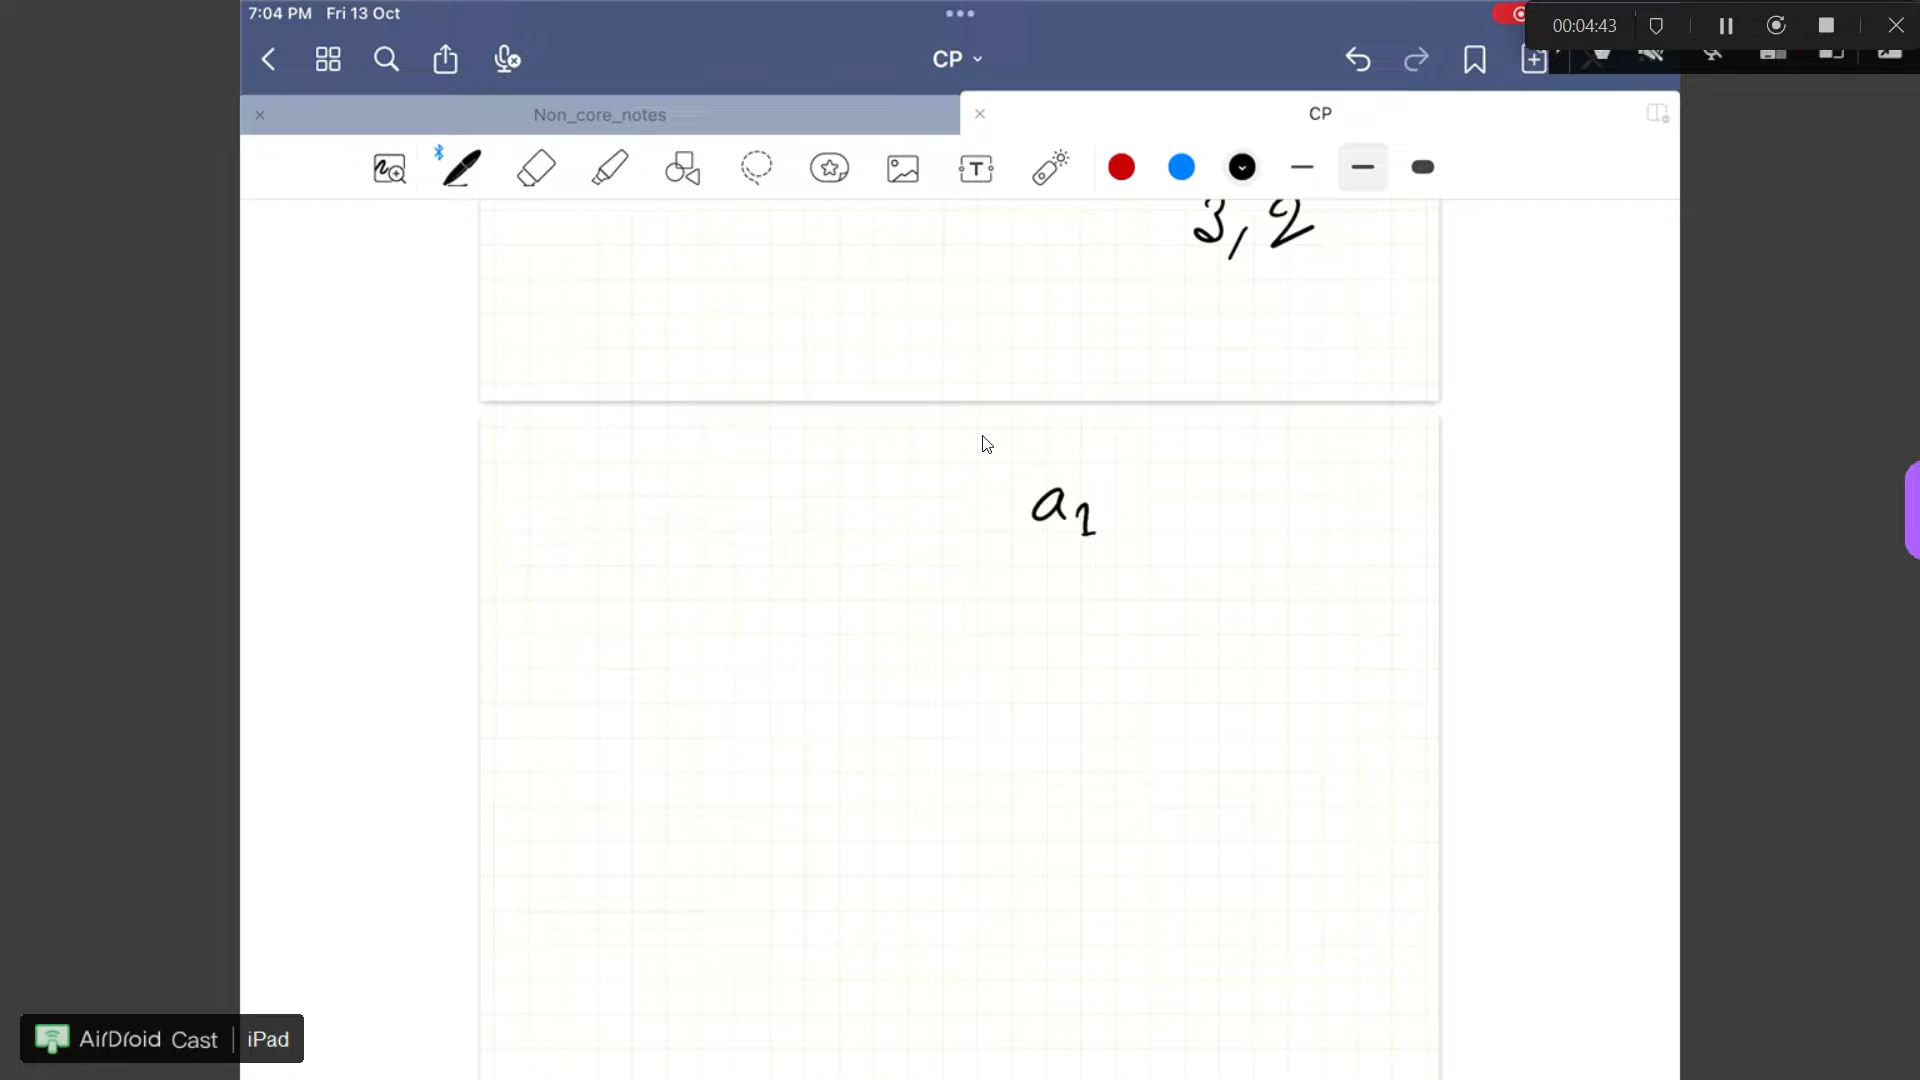 7:04 PM Fri 13 Oct
00:04:43
CP
Non_core_notes
CP
T
3, 2
a1
AirDroid Cast | iPad